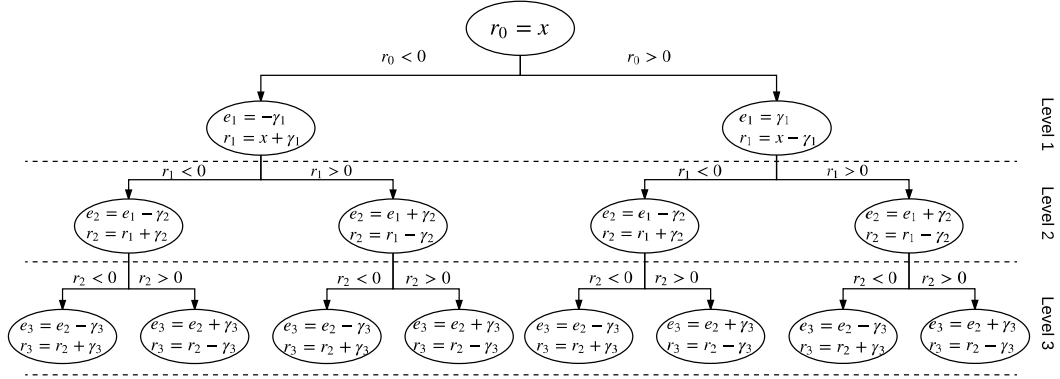 r₀ = x
r₀ < 0
r₀ > 0
e₁ = −γ₁
r₁ = x + γ₁
e₁ = γ₁
r₁ = x − γ₁
Level 1
r₁ < 0
r₁ > 0
r₁ < 0
r₁ > 0
e₂ = e₁ − γ₂
r₂ = r₁ + γ₂
e₂ = e₁ + γ₂
r₂ = r₁ − γ₂
e₂ = e₁ − γ₂
r₂ = r₁ + γ₂
e₂ = e₁ + γ₂
r₂ = r₁ − γ₂
Level 2
r₂ < 0
r₂ > 0
r₂ < 0
r₂ > 0
r₂ < 0
r₂ > 0
r₂ < 0
r₂ > 0
e₃ = e₂ − γ₃
r₃ = r₂ + γ₃
e₃ = e₂ + γ₃
r₃ = r₂ − γ₃
e₃ = e₂ − γ₃
r₃ = r₂ + γ₃
e₃ = e₂ + γ₃
r₃ = r₂ − γ₃
e₃ = e₂ − γ₃
r₃ = r₂ + γ₃
e₃ = e₂ + γ₃
r₃ = r₂ − γ₃
e₃ = e₂ − γ₃
r₃ = r₂ + γ₃
e₃ = e₂ + γ₃
r₃ = r₂ − γ₃
Level 3